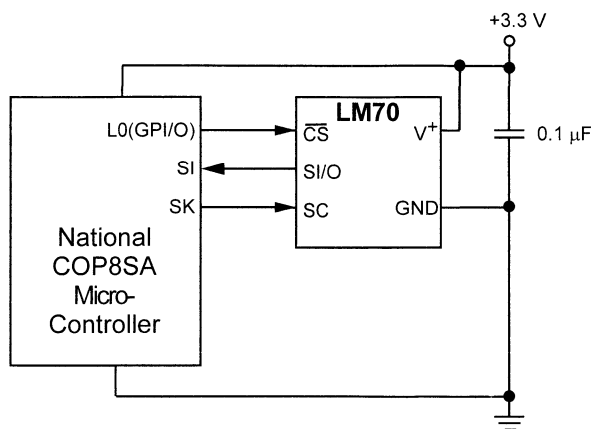 +3.3 V
L0(GPI/O)
SI
SK
National
COP8SA
Micro-
Controller
LM70
CS
SI/O
SC
V+
GND
0.1 µF